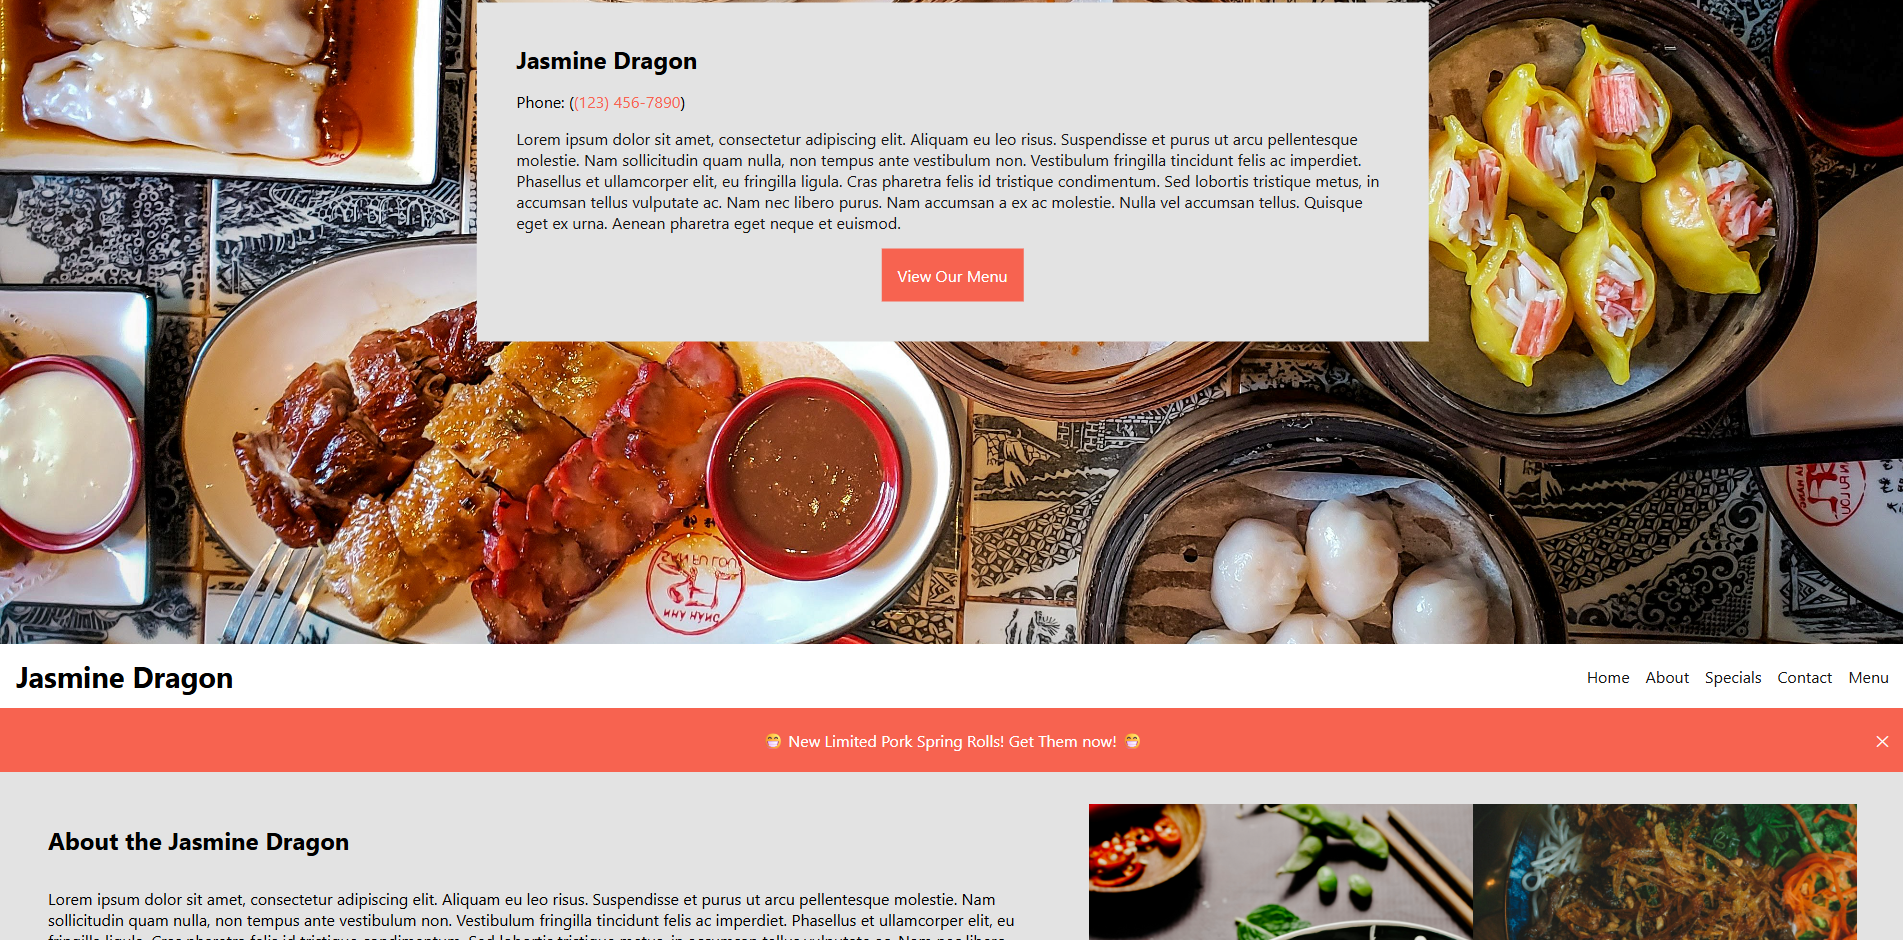 Jasmine Dragon
Phone: ((123) 456-7890)
Lorem ipsum dolor sit amet, consectetur adipiscing elit. Aliquam eu leo risus. Suspendisse et purus ut arcu pellentesque
molestie. Nam sollicitudin quam nulla, non tempus ante vestibulum non. Vestibulum fringilla tincidunt felis ac imperdiet.
Phasellus et ullamcorper elit, eu fringilla ligula. Cras pharetra felis id tristique condimentum. Sed lobortis tristique metus, in
accumsan tellus vulputate ac. Nam nec libero purus. Nam accumsan a ex ac molestie. Nulla vel accumsan tellus. Quisque
eget ex urna. Aenean pharetra eget neque et euismod.
View Our Menu
Jasmine Dragon
Home About Specials Contact Menu
😁 New Limited Pork Spring Rolls! Get Them now! 😁 ×
About the Jasmine Dragon
Lorem ipsum dolor sit amet, consectetur adipiscing elit. Aliquam eu leo risus. Suspendisse et purus ut arcu pellentesque molestie. Nam
sollicitudin quam nulla, non tempus ante vestibulum non. Vestibulum fringilla tincidunt felis ac imperdiet. Phasellus et ullamcorper elit, eu